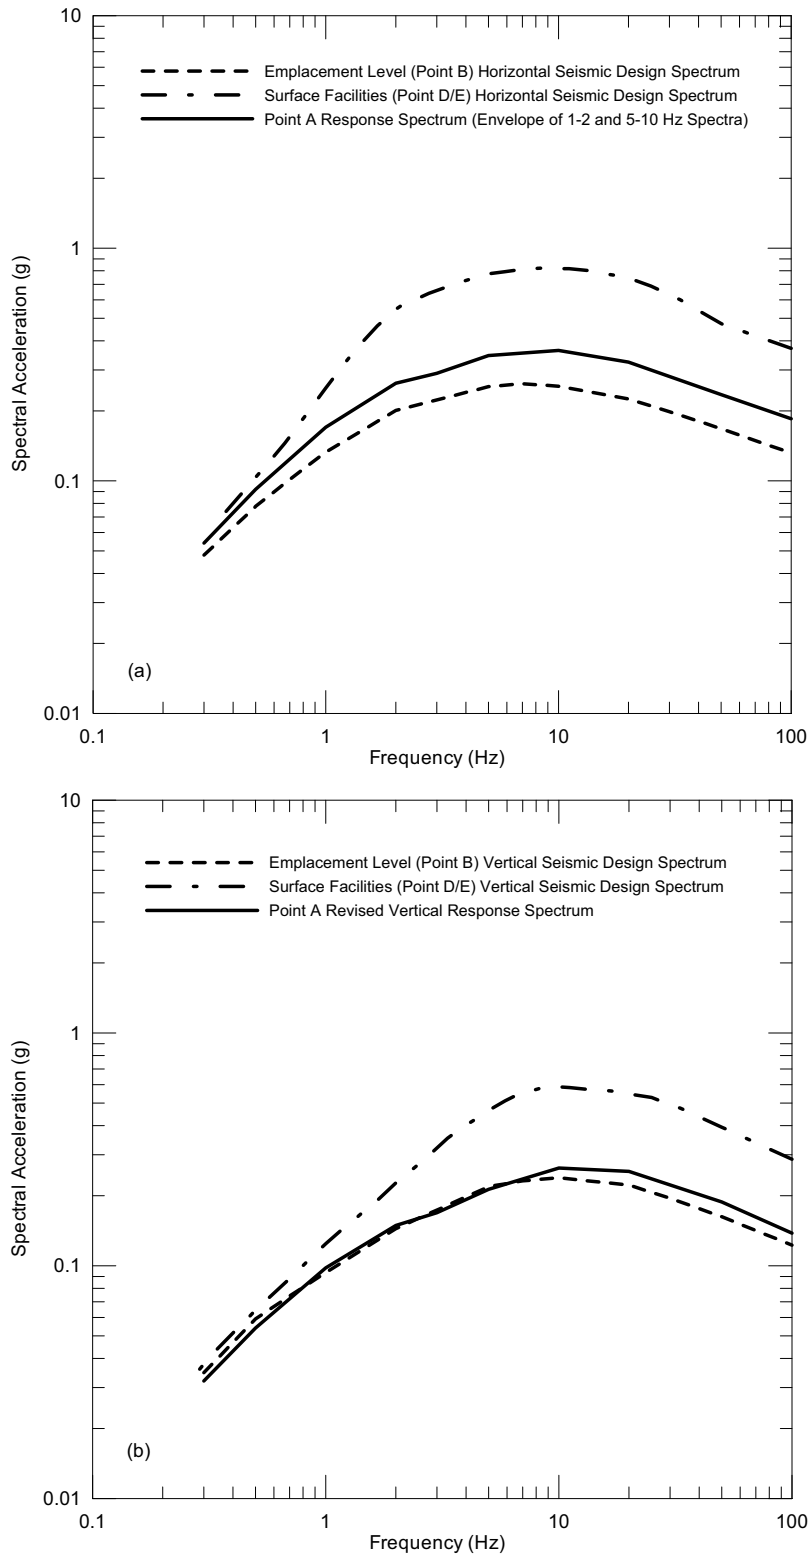 10
Emplacement Level (Point B) Horizontal Seismic Design Spectrum
Surface Facilities (Point D/E) Horizontal Seismic Design Spectrum
Point A Response Spectrum (Envelope of 1-2 and 5-10 Hz Spectra)
1
Spectral Acceleration (g)
0.1
(a)
0.01
0.1
1
10
100
Frequency (Hz)
10
Emplacement Level (Point B) Vertical Seismic Design Spectrum
Surface Facilities (Point D/E) Vertical Seismic Design Spectrum
Point A Revised Vertical Response Spectrum
1
Spectral Acceleration (g)
0.1
(b)
0.01
0.1
1
10
100
Frequency (Hz)